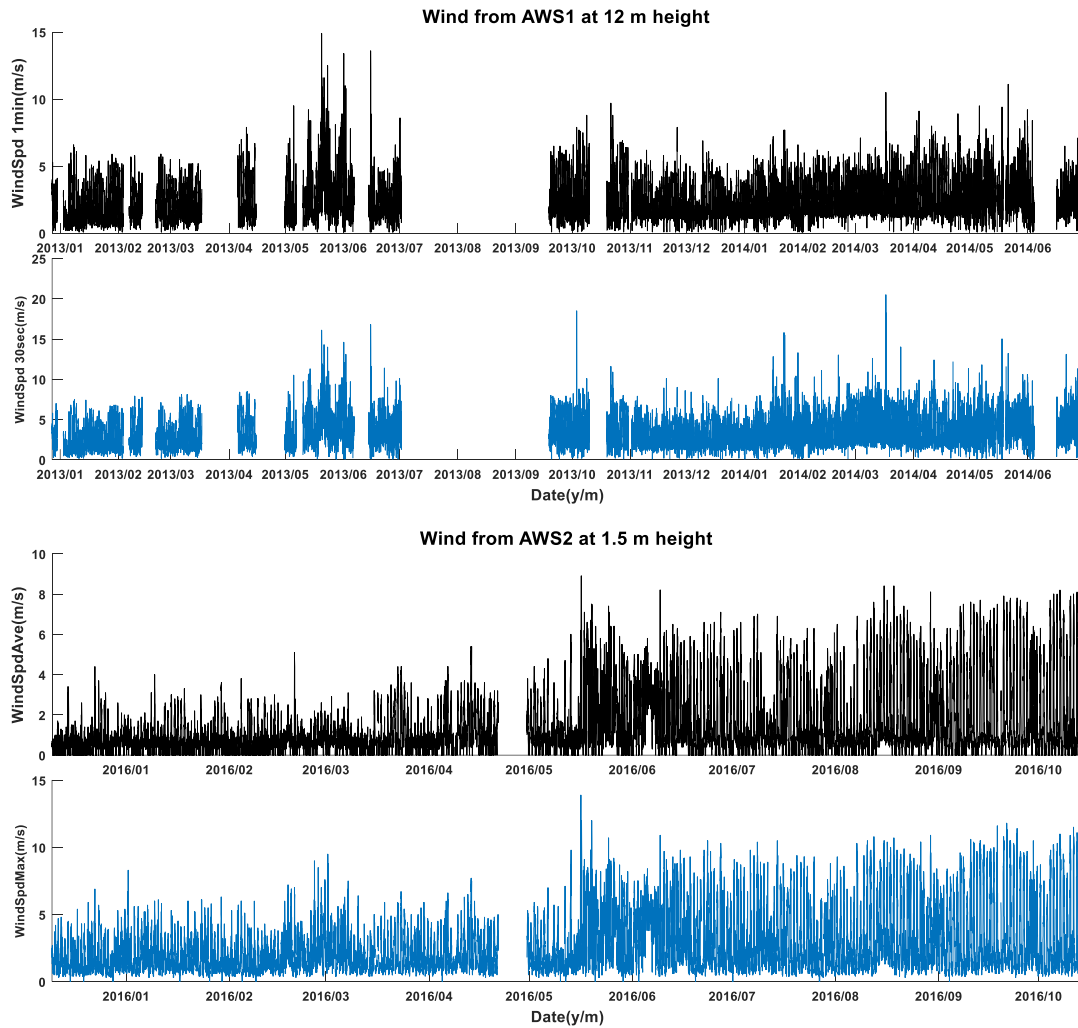 Wind from AWS1 at 12 m height
WindSpd 1min(m/s)
15
10
5
0
2013/01 2013/02 2013/03 2013/04 2013/05 2013/06 2013/07 2013/08 2013/09 2013/10 2013/11 2013/12 2014/01 2014/02 2014/03 2014/04 2014/05 2014/06
WindSpd 30sec(m/s)
25
20
15
10
5
0
2013/01 2013/02 2013/03 2013/04 2013/05 2013/06 2013/07 2013/08 2013/09 2013/10 2013/11 2013/12 2014/01 2014/02 2014/03 2014/04 2014/05 2014/06
Date(y/m)
Wind from AWS2 at 1.5 m height
WindSpdAve(m/s)
10
8
6
4
2
0
2016/01 2016/02 2016/03 2016/04 2016/05 2016/06 2016/07 2016/08 2016/09 2016/10
WindSpdMax(m/s)
15
10
5
0
2016/01 2016/02 2016/03 2016/04 2016/05 2016/06 2016/07 2016/08 2016/09 2016/10
Date(y/m)